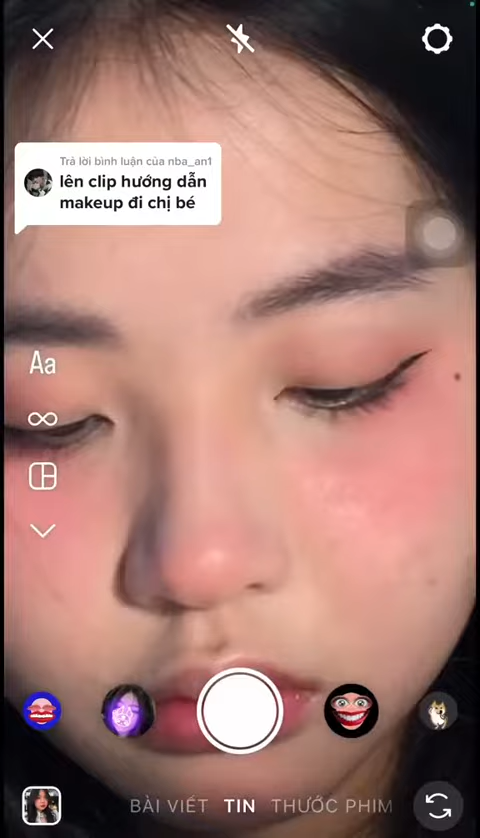 Trả lời bình luận của nba_an1
lên clip hướng dẫn
makeup đi chị bé
Aa
BÀI VIẾT TIN THƯỚC PHIM